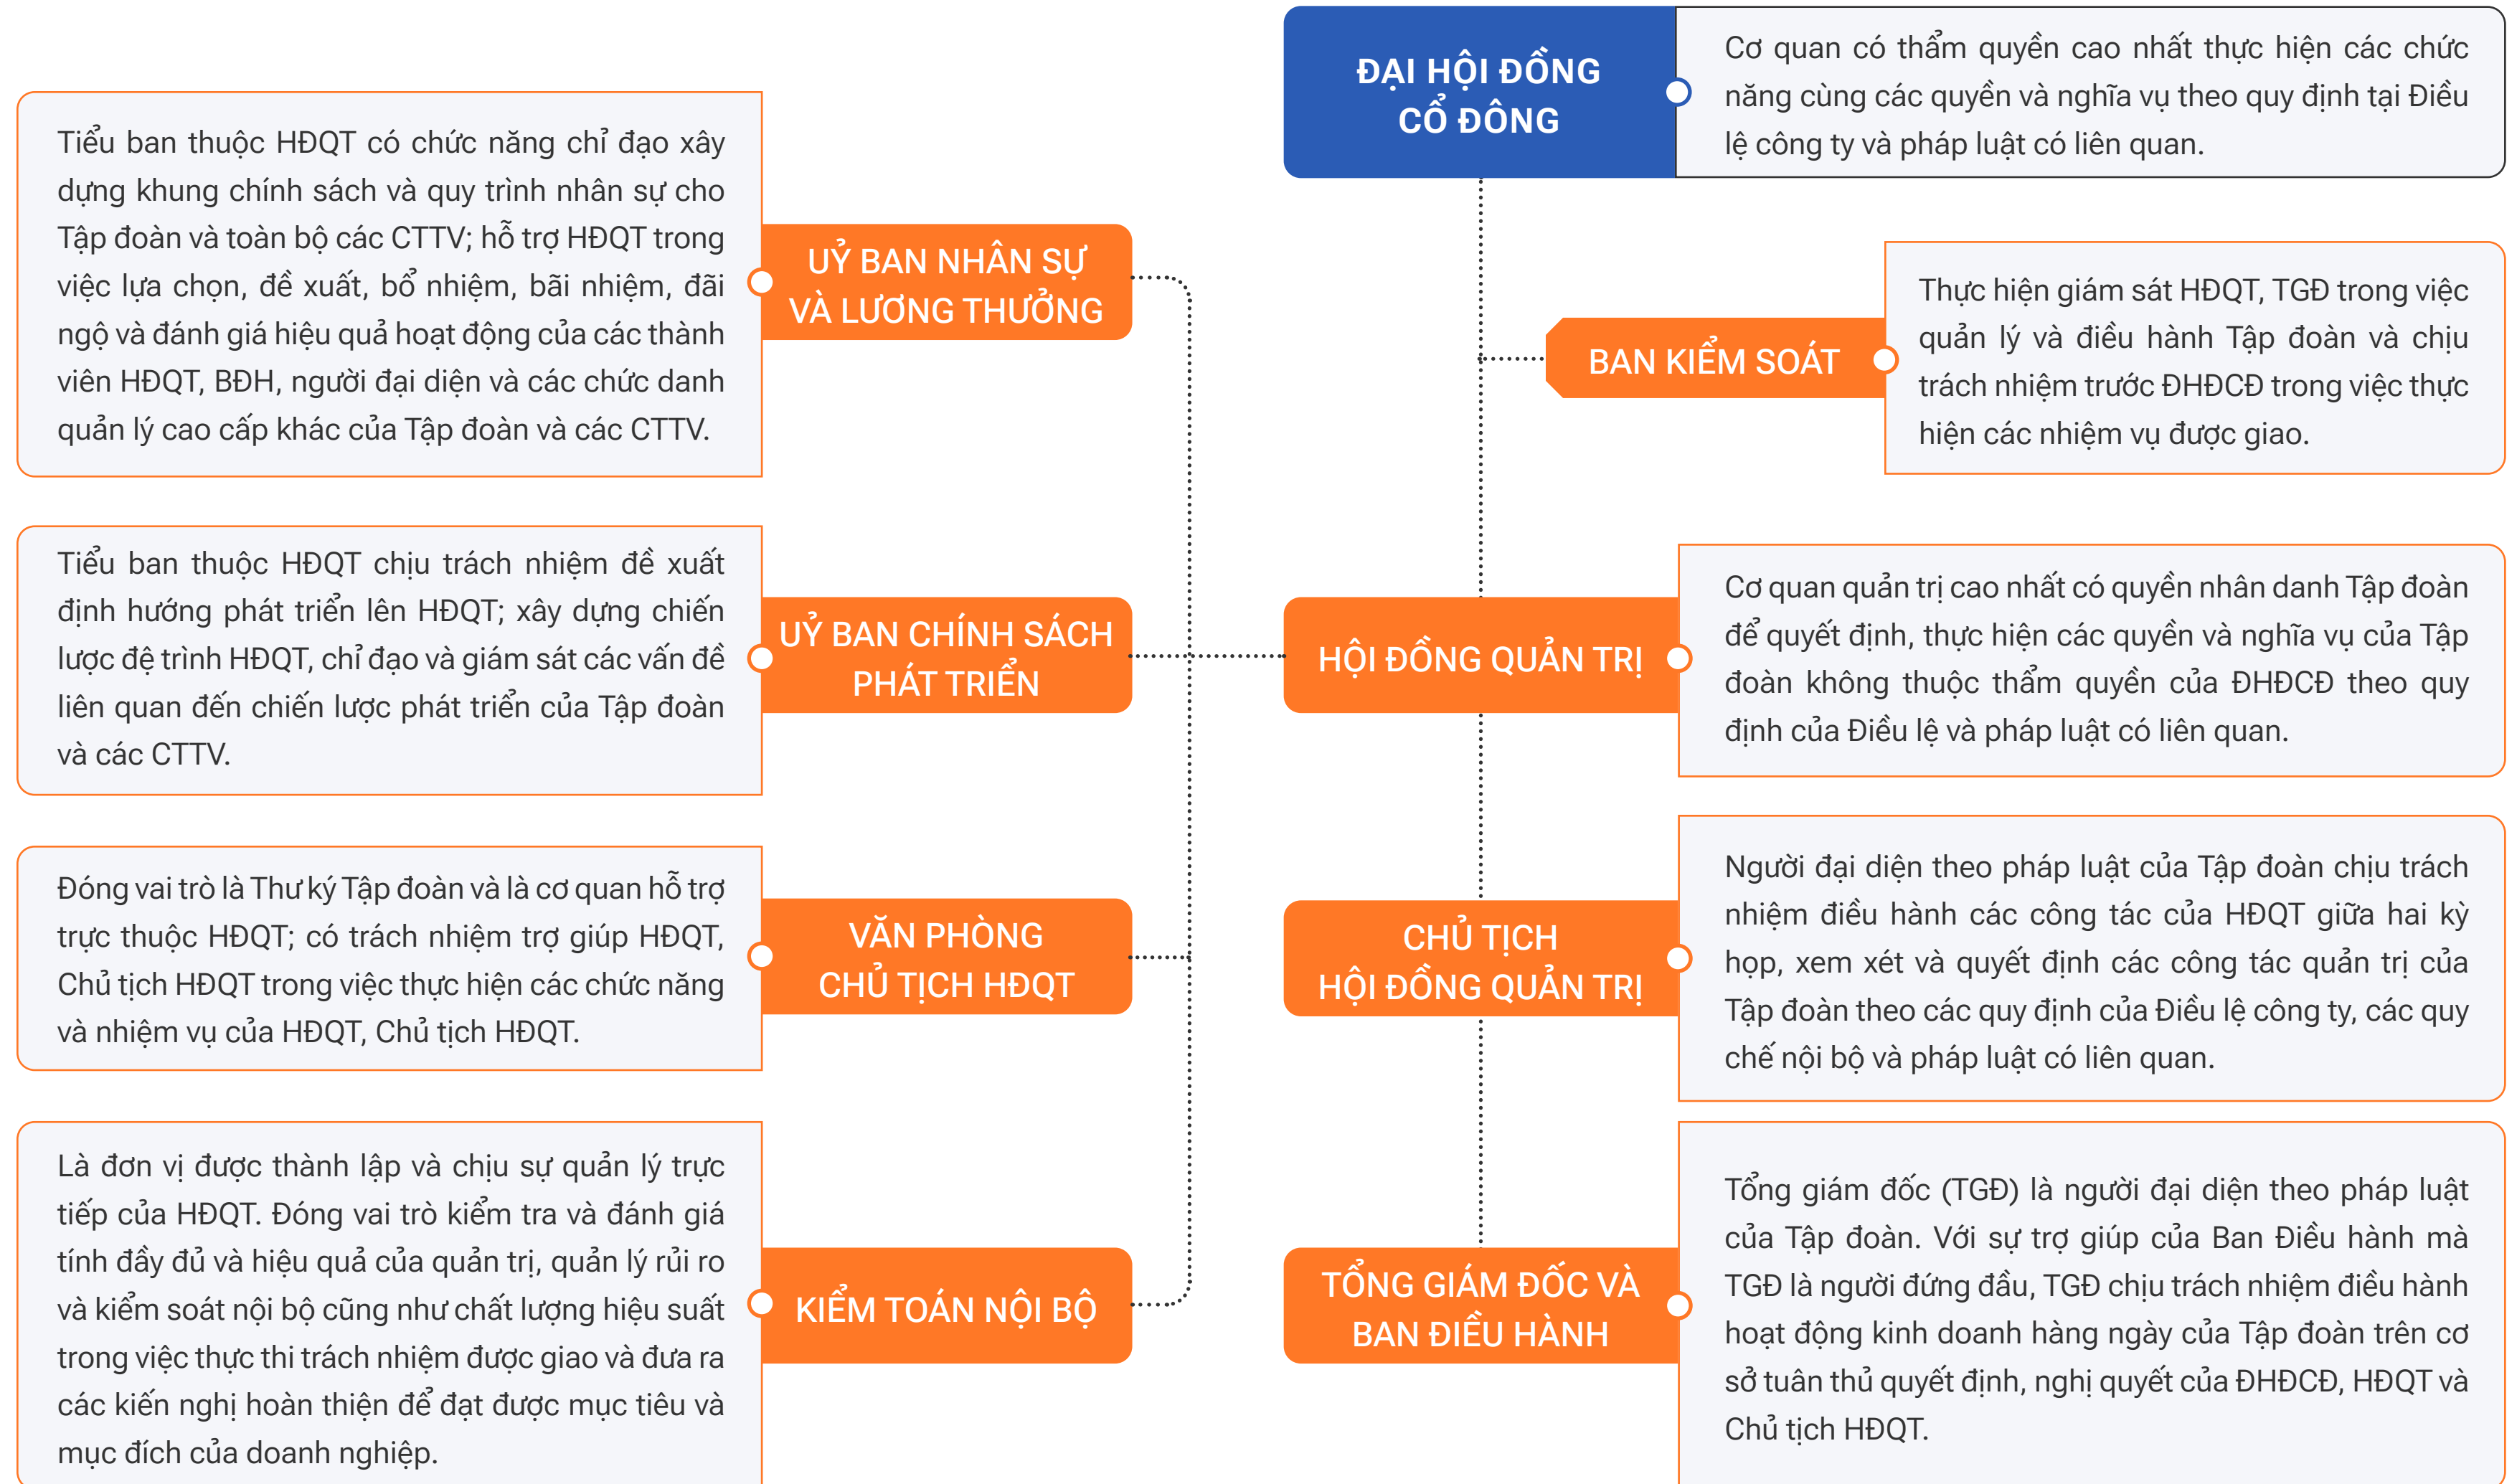 ĐẠI HỘI ĐỒNG
CỔ ĐÔNG
Cơ quan có thẩm quyền cao nhất thực hiện các chức
năng cùng các quyền và nghĩa vụ theo quy định tại Điều
lệ công ty và pháp luật có liên quan.
Tiểu ban thuộc HĐQT có chức năng chỉ đạo xây
dựng khung chính sách và quy trình nhân sự cho
Tập đoàn và toàn bộ các CTTV; hỗ trợ HĐQT trong
việc lựa chọn, đề xuất, bổ nhiệm, bãi nhiệm, đãi
ngộ và đánh giá hiệu quả hoạt động của các thành
viên HĐQT, BĐH, người đại diện và các chức danh
quản lý cao cấp khác của Tập đoàn và các CTTV.
UỶ BAN NHÂN SỰ
VÀ LƯƠNG THƯỞNG
BAN KIỂM SOÁT
Thực hiện giám sát HĐQT, TGĐ trong việc
quản lý và điều hành Tập đoàn và chịu
trách nhiệm trước ĐHĐCĐ trong việc thực
hiện các nhiệm vụ được giao.
Tiểu ban thuộc HĐQT chịu trách nhiệm đề xuất
định hướng phát triển lên HĐQT; xây dựng chiến
lược đệ trình HĐQT, chỉ đạo và giám sát các vấn đề
liên quan đến chiến lược phát triển của Tập đoàn
và các CTTV.
UỶ BAN CHÍNH SÁCH
PHÁT TRIỂN
HỘI ĐỒNG QUẢN TRỊ
Cơ quan quản trị cao nhất có quyền nhân danh Tập đoàn
để quyết định, thực hiện các quyền và nghĩa vụ của Tập
đoàn không thuộc thẩm quyền của ĐHĐCĐ theo quy
định của Điều lệ và pháp luật có liên quan.
Đóng vai trò là Thư ký Tập đoàn và là cơ quan hỗ trợ
trực thuộc HĐQT; có trách nhiệm trợ giúp HĐQT,
Chủ tịch HĐQT trong việc thực hiện các chức năng
và nhiệm vụ của HĐQT, Chủ tịch HĐQT.
VĂN PHÒNG
CHỦ TỊCH HĐQT
CHỦ TỊCH
HỘI ĐỒNG QUẢN TRỊ
Người đại diện theo pháp luật của Tập đoàn chịu trách
nhiệm điều hành các công tác của HĐQT giữa hai kỳ
họp, xem xét và quyết định các công tác quản trị của
Tập đoàn theo các quy định của Điều lệ công ty, các quy
chế nội bộ và pháp luật có liên quan.
Là đơn vị được thành lập và chịu sự quản lý trực
tiếp của HĐQT. Đóng vai trò kiểm tra và đánh giá
tính đầy đủ và hiệu quả của quản trị, quản lý rủi ro
và kiểm soát nội bộ cũng như chất lượng hiệu suất
trong việc thực thi trách nhiệm được giao và đưa ra
các kiến nghị hoàn thiện để đạt được mục tiêu và
mục đích của doanh nghiệp.
KIỂM TOÁN NỘI BỘ
TỔNG GIÁM ĐỐC VÀ
BAN ĐIỀU HÀNH
Tổng giám đốc (TGĐ) là người đại diện theo pháp luật
của Tập đoàn. Với sự trợ giúp của Ban Điều hành mà
TGĐ là người đứng đầu, TGĐ chịu trách nhiệm điều hành
hoạt động kinh doanh hàng ngày của Tập đoàn trên cơ
sở tuân thủ quyết định, nghị quyết của ĐHĐCĐ, HĐQT và
Chủ tịch HĐQT.